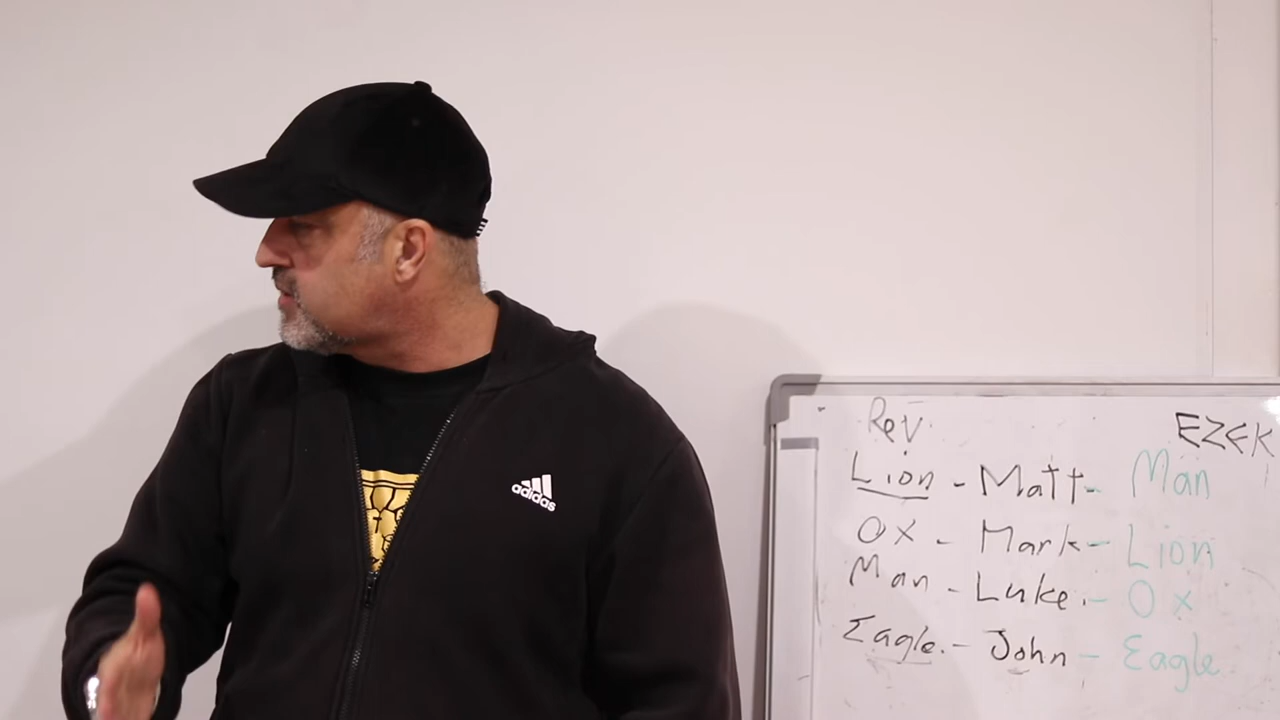 adidas
Rev. EZEK
Lion - Matt - Man
Ox - Mark - Lion
Man - Luke. - Ox
Eagle. - John - Eagle